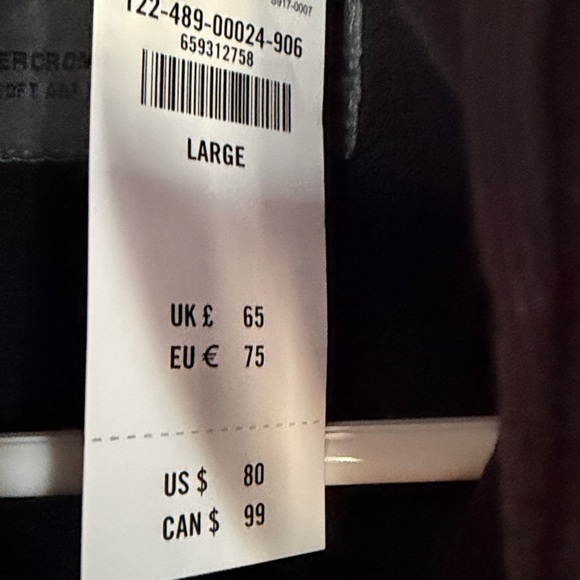 122-489-00024-906
659312758
LARGE
UK £ 65
EU € 75
US $ 80
CAN $ 99